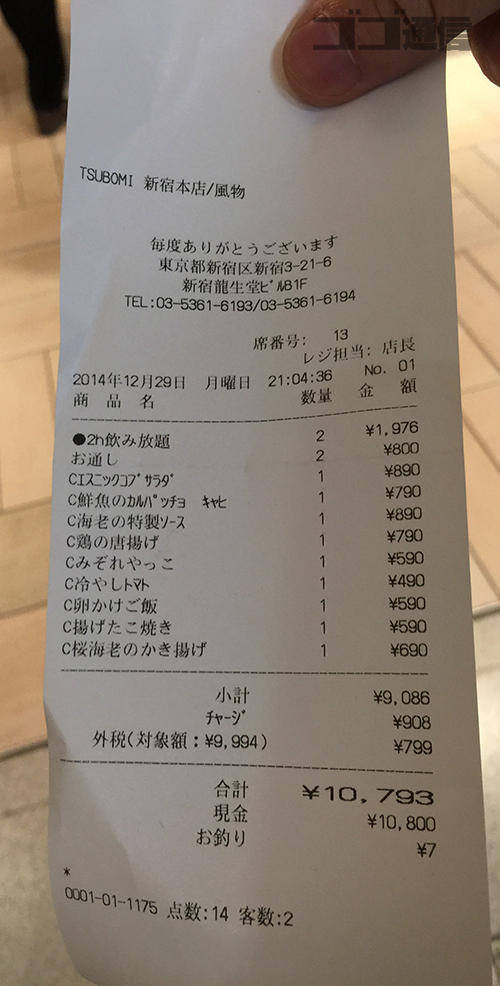 ゴゴ通信
TSUBOMI 新宿本店/風物
毎度ありがとうございます
東京都新宿区新宿3-21-6
新宿龍生堂ビルB1F
TEL:03-5361-6193/03-5361-6194
席番号: 13
レジ担当: 店長
2014年12月29日 月曜日 21:04:36 No. 01
商 品 名 数量 金 額
●2h飲み放題 2 ¥1,976
お通し 2 ¥800
Cエスニックコブサラダ 1 ¥890
C鮮魚のカルパッチョ キャビ 1 ¥790
C海老の特製ソース 1 ¥890
C鶏の唐揚げ 1 ¥790
Cみぞれやっこ 1 ¥590
C冷やしトマト 1 ¥490
C卵かけご飯 1 ¥590
C揚げたこ焼き 1 ¥590
C桜海老のかき揚げ 1 ¥690
小計 ¥9,086
チャージ ¥908
外税(対象額:¥9,994) ¥799
合計 ¥10,793
現金 ¥10,800
お釣り ¥7
*
0001-01-1175 点数:14 客数:2